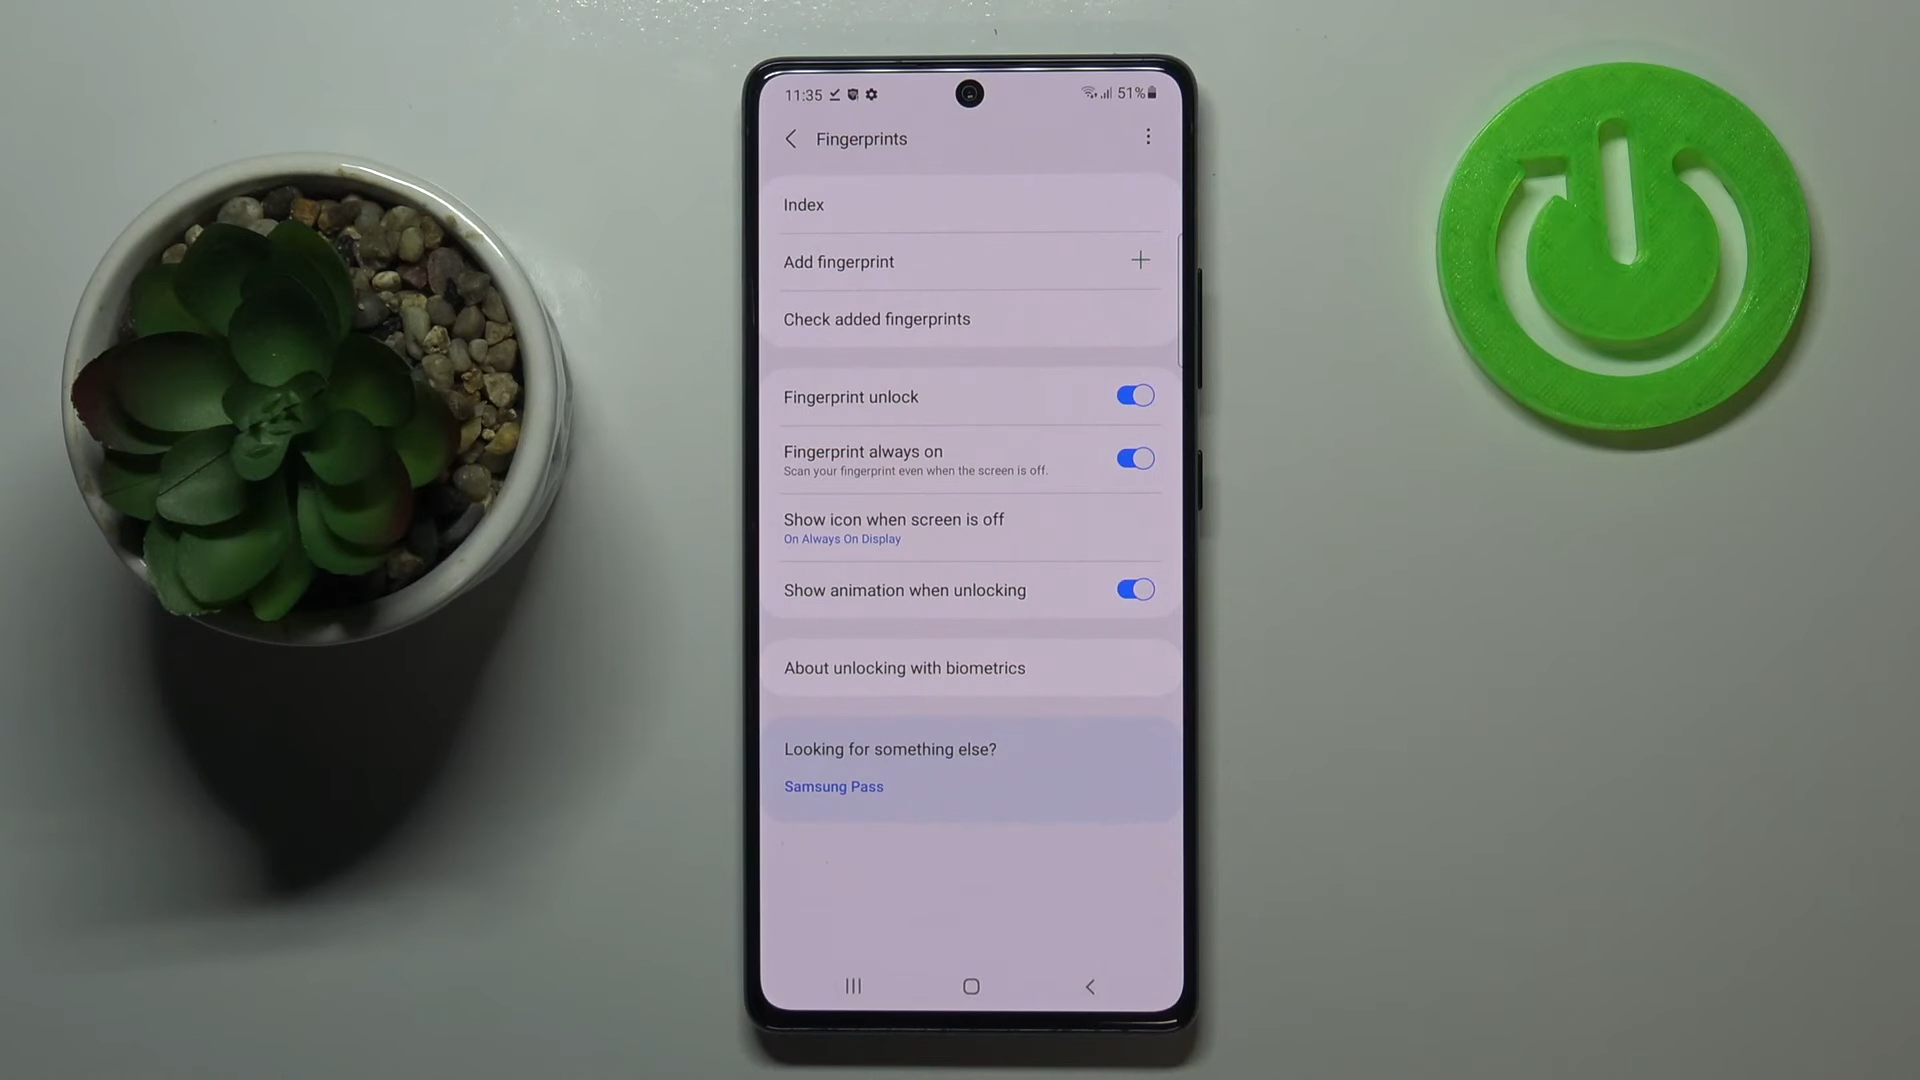 11:35 51%
Fingerprints
Index
Add fingerprint
Check added fingerprints
Fingerprint unlock
Fingerprint always on
Scan your fingerprint even when the screen is off.
Show icon when screen is off
On Always On Display
Show animation when unlocking
About unlocking with biometrics
Looking for something else?
Samsung Pass